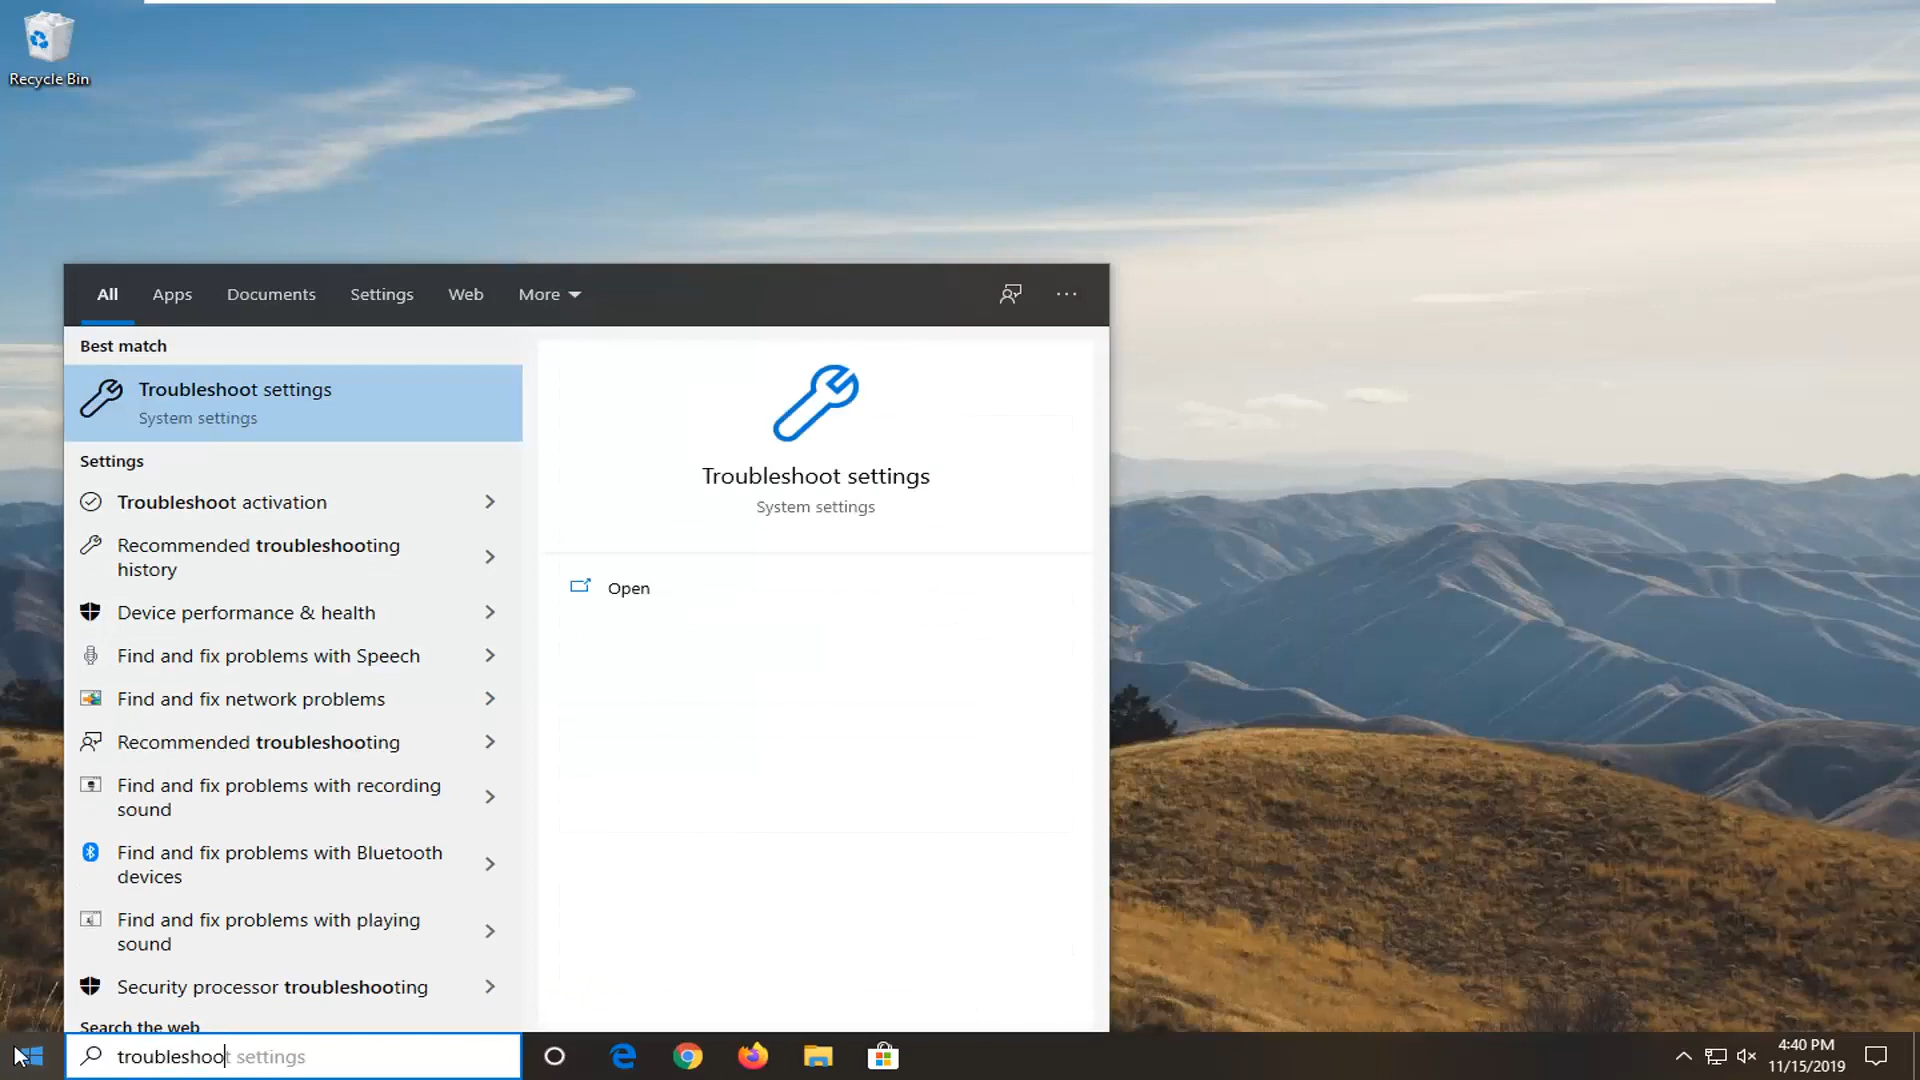 Recycle Bin
All Apps Documents Settings Web More
Best match
Troubleshoot settings
System settings
Settings
Troubleshoot activation
Recommended troubleshooting
history
Device performance & health
Find and fix problems with Speech
Find and fix network problems
Recommended troubleshooting
Find and fix problems with recording
sound
Find and fix problems with Bluetooth
devices
Find and fix problems with playing
sound
Security processor troubleshooting
Search the web
Troubleshoot settings
System settings
Open
troubleshoot settings
4:40 PM
11/15/2019